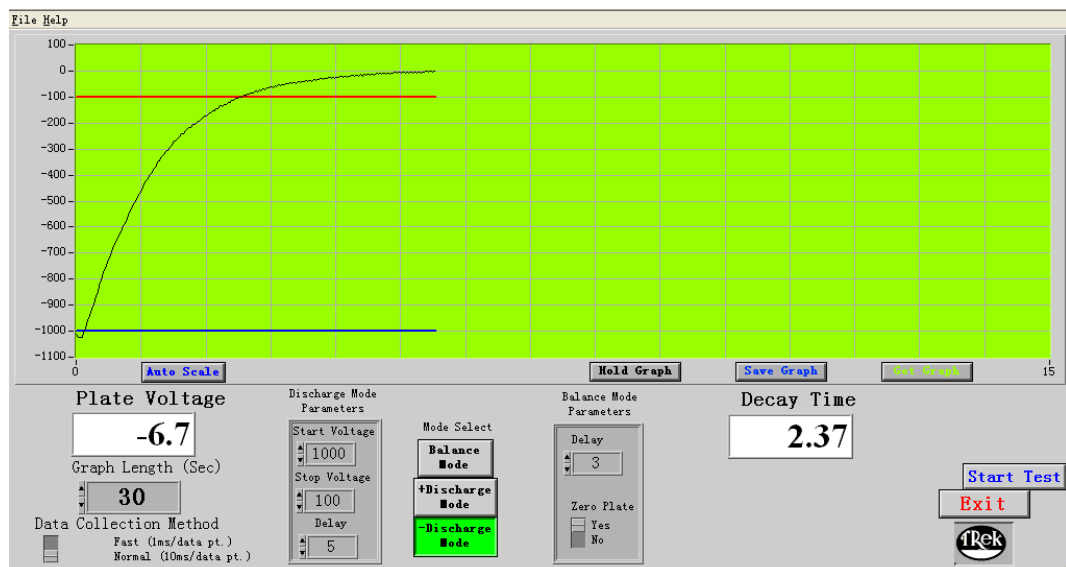 File Help
100
0
-100
-200
-300
-400
-500
-600
-700
-800
-900
-1000
-1100
0
15
Auto Scale
Hold Graph
Save Graph
Get Graph
Plate Voltage
-6.7
Graph Length (Sec)
30
Data Collection Method
Fast (1ms/data pt.)
Normal (10ms/data pt.)
Discharge Mode
Parameters
Start Voltage
1000
Stop Voltage
100
Delay
5
Mode Select
Balance
Mode
+Discharge
Mode
-Discharge
Mode
Balance Mode
Parameters
Delay
3
Zero Plate
Yes
No
Decay Time
2.37
Start Test
Exit
TRek